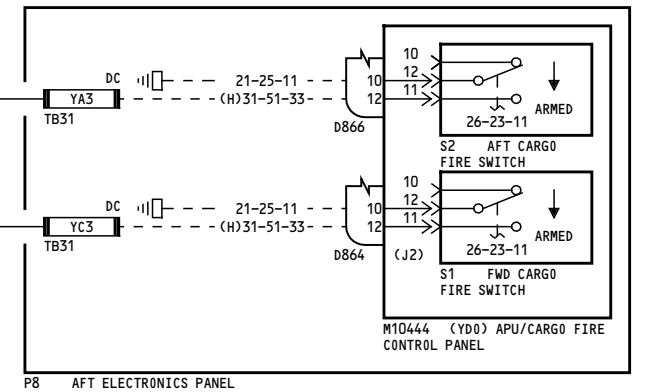 10
DC 21-25-11 10 12
YA3 (H)31-51-33 12 11 ARMED
TB31
D866 26-23-11
S2 AFT CARGO
FIRE SWITCH
10
DC 21-25-11 10 12
YC3 (H)31-51-33 12 11 ARMED
TB31
D864 (J2) 26-23-11
S1 FWD CARGO
FIRE SWITCH
M10444 (YD0) APU/CARGO FIRE
CONTROL PANEL
P8 AFT ELECTRONICS PANEL